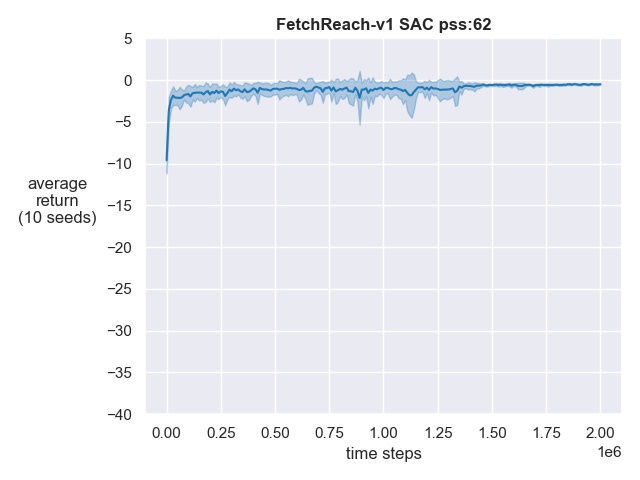 FetchReach-v1 SAC pss:62
5
0
−5
−10
−15
−20
−25
−30
−35
−40
average
return
(10 seeds)
0.00 0.25 0.50 0.75 1.00 1.25 1.50 1.75 2.00
time steps
1e6